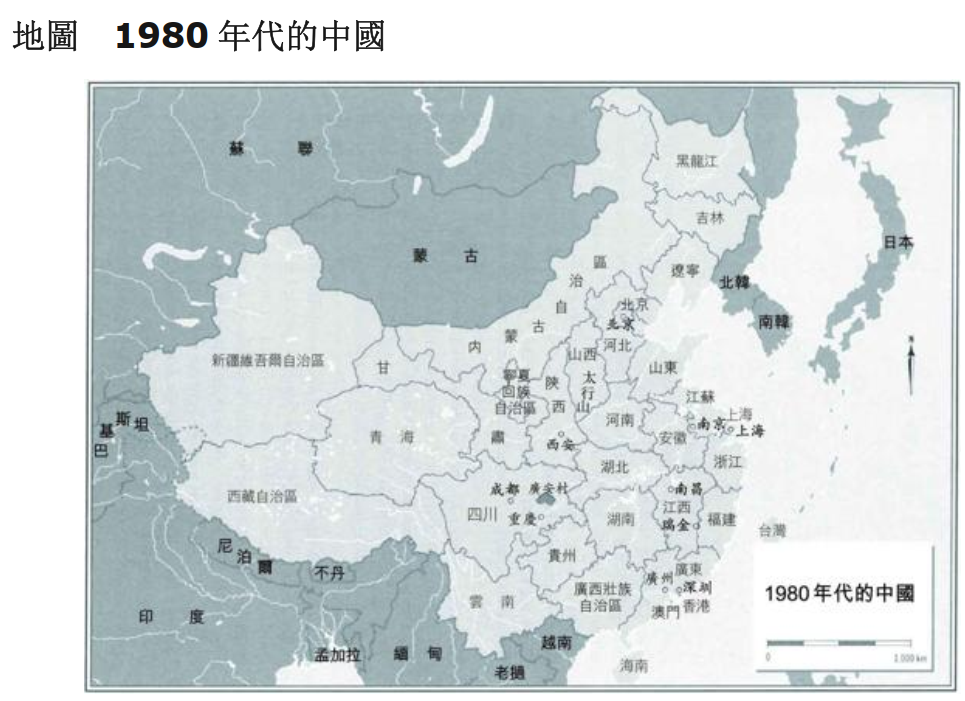 地圖 1980 年代的中國
蘇 聯
黑龍江
吉林
日本
蒙 古
區
治
自
古
蒙
內
遼寧
北韓
南韓
北京
北京
河北
山西
太
行
山
山東
新疆維吾爾自治區
甘
肅
寧夏
回族
自治區
陝
西
西安
江蘇
上海
上海
南京
河南
安徽
浙江
斯 坦
基
巴
青 海
湖北
西藏自治區
成都
廣安村
四川
重慶
南昌
江西
瑞金
湖南
福建
台灣
尼
泊
爾
不丹
貴州
廣東
廣州
深圳
廣西壯族
自治區
澳門
香港
雲 南
印 度
孟加拉
緬 甸
越南
老撾
海南
N
1980年代的中國
0
1,000 km